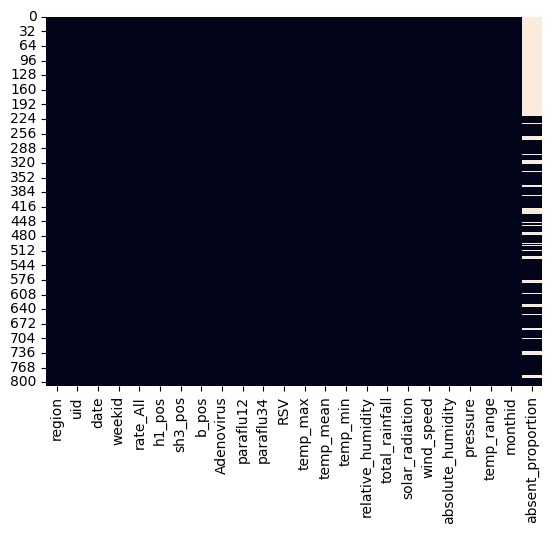 0
32
64
96
128
160
192
224
256
288
320
352
384
416
448
480
512
544
576
608
640
672
704
736
768
800
region
uid
date
weekid
rate_All
h1_pos
sh3_pos
b_pos
Adenovirus
paraflu12
paraflu34
RSV
temp_max
temp_mean
temp_min
relative_humidity
total_rainfall
solar_radiation
wind_speed
absolute_humidity
pressure
temp_range
monthid
absent_proportion